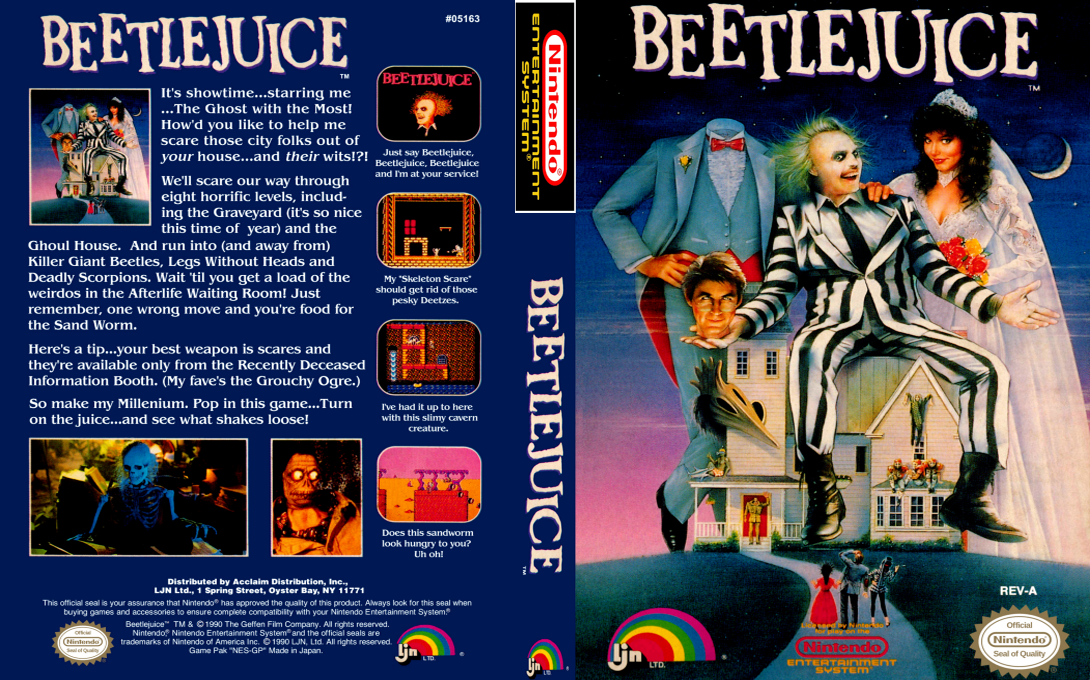 BEETLEJUICE
™
#05163
It's showtime...starring me
...The Ghost with the Most!
How'd you like to help me
scare those city folks out of
your house...and their wits!?!
We'll scare our way through
eight horrific levels, includ-
ing the Graveyard (it's so nice
this time of year) and the
Ghoul House. And run into (and away from)
Killer Giant Beetles, Legs Without Heads and
Deadly Scorpions. Wait 'til you get a load of the
weirdos in the Afterlife Waiting Room! Just
remember, one wrong move and you're food for
the Sand Worm.
Here's a tip...your best weapon is scares and
they're available only from the Recently Deceased
Information Booth. (My fave's the Grouchy Ogre.)
So make my Millenium. Pop in this game...Turn
on the juice...and see what shakes loose!
BEETLEJUICE
Just say Beetlejuice,
Beetlejuice, Beetlejuice
and I'm at your service!
My "Skeleton Scare"
should get rid of those
pesky Deetzes.
I've had it up to here
with this slimy cavern
creature.
Does this sandworm
look hungry to you?
Uh oh!
Distributed by Acclaim Distribution, Inc.,
LJN Ltd., 1 Spring Street, Oyster Bay, NY 11771
This official seal is your assurance that Nintendo® has approved the quality of this product. Always look for this seal when
buying games and accessories to ensure complete compatibility with your Nintendo Entertainment System.®
Beetlejuice™ TM & © 1990 The Geffen Film Company. All rights reserved.
Nintendo,® Nintendo Entertainment System® and the official seals are
trademarks of Nintendo of America Inc. © 1990 LJN, Ltd. All rights reserved.
Game Pak "NES-GP" Made in Japan.
Official
Nintendo
Seal of Quality
LJN LTD. ®
Nintendo®
ENTERTAINMENT
SYSTEM®
BEETLEJUICE
™
LJN LTD.
BEETLEJUICE
™
REV-A
LJN LTD. ®
Licensed by Nintendo
for play on the
Nintendo
ENTERTAINMENT
SYSTEM
Official
Nintendo
Seal of Quality